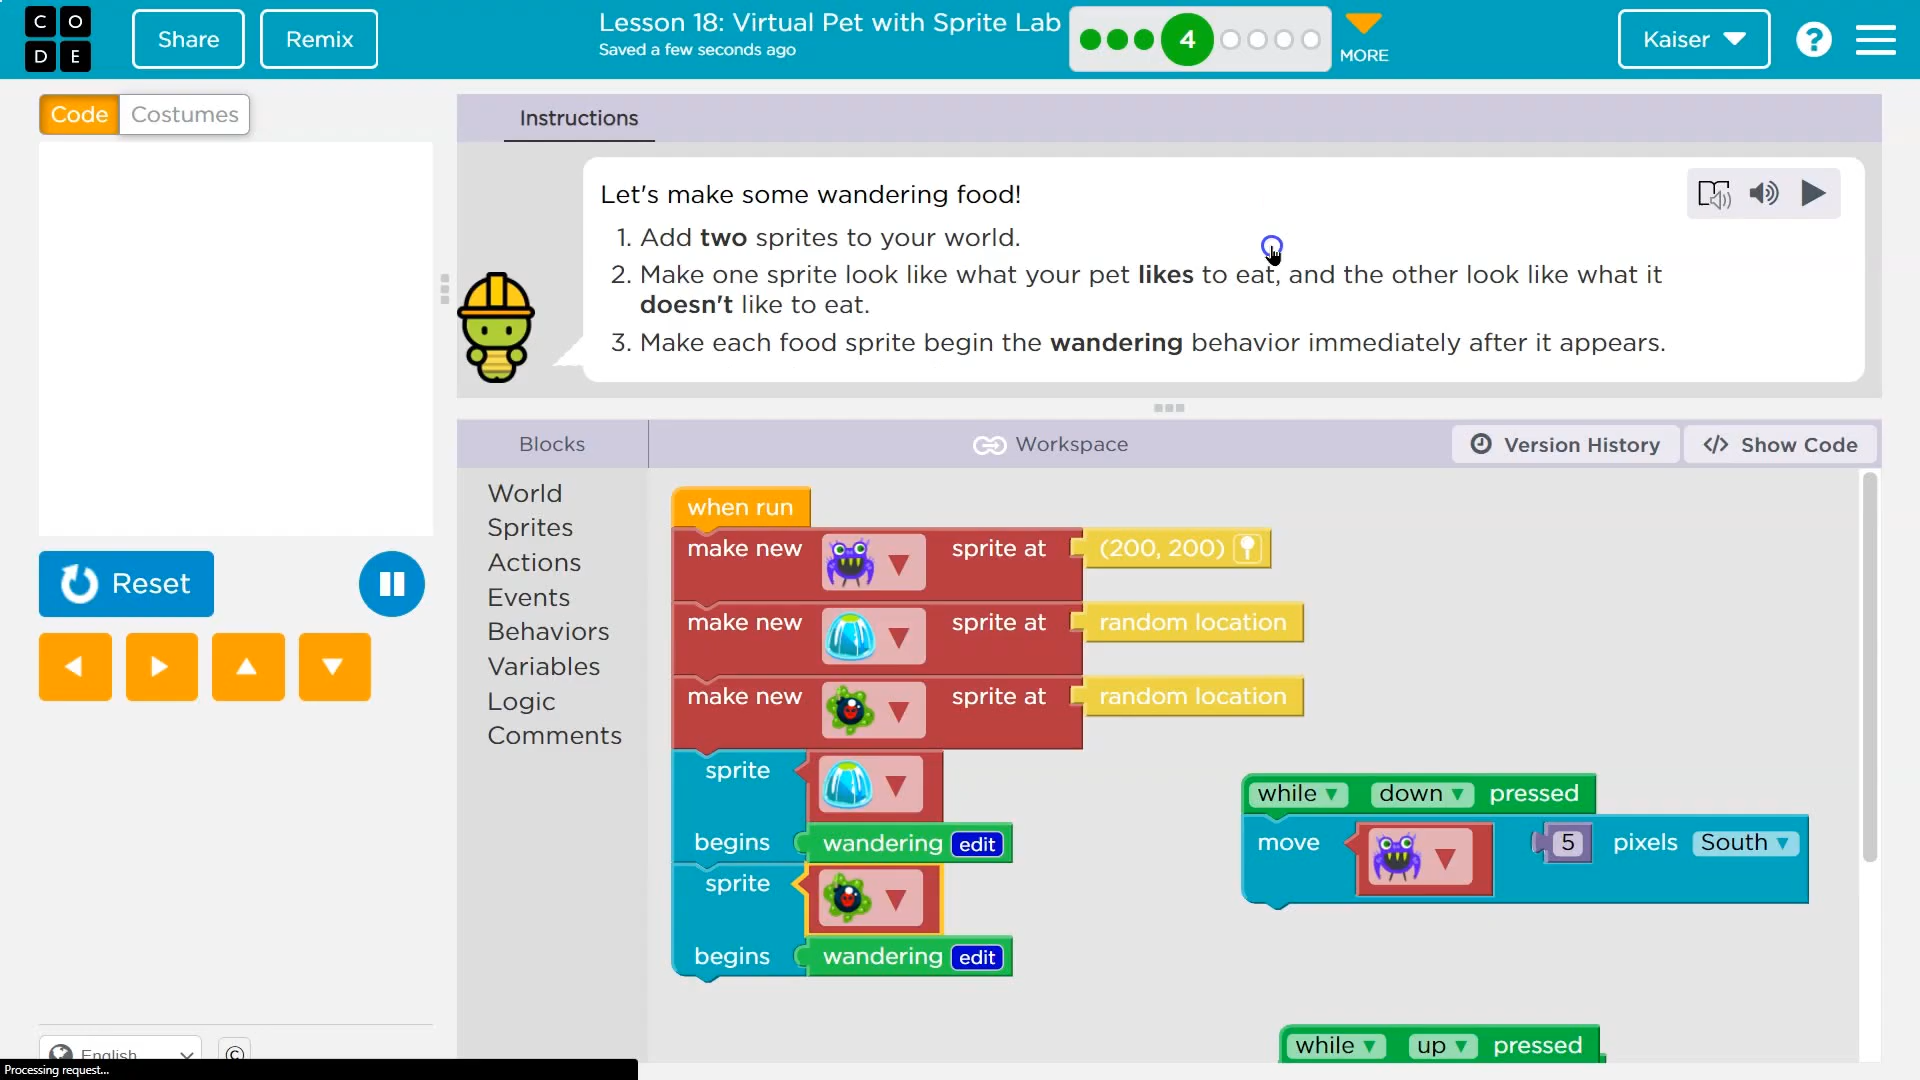 C O
D E
Share
Remix
Lesson 18: Virtual Pet with Sprite Lab
Saved a few seconds ago
4
MORE
Kaiser
?
Code
Costumes
Instructions
Let's make some wandering food!
1. Add two sprites to your world.
2. Make one sprite look like what your pet likes to eat, and the other look like what it
doesn't like to eat.
3. Make each food sprite begin the wandering behavior immediately after it appears.
Blocks
Workspace
Version History
</> Show Code
World
Sprites
Actions
Events
Behaviors
Variables
Logic
Comments
when run
make new sprite at (200, 200)
make new sprite at random location
make new sprite at random location
sprite
begins wandering edit
sprite
begins wandering edit
while down pressed
move 5 pixels South
while up pressed
Reset
English
©
Processing request...